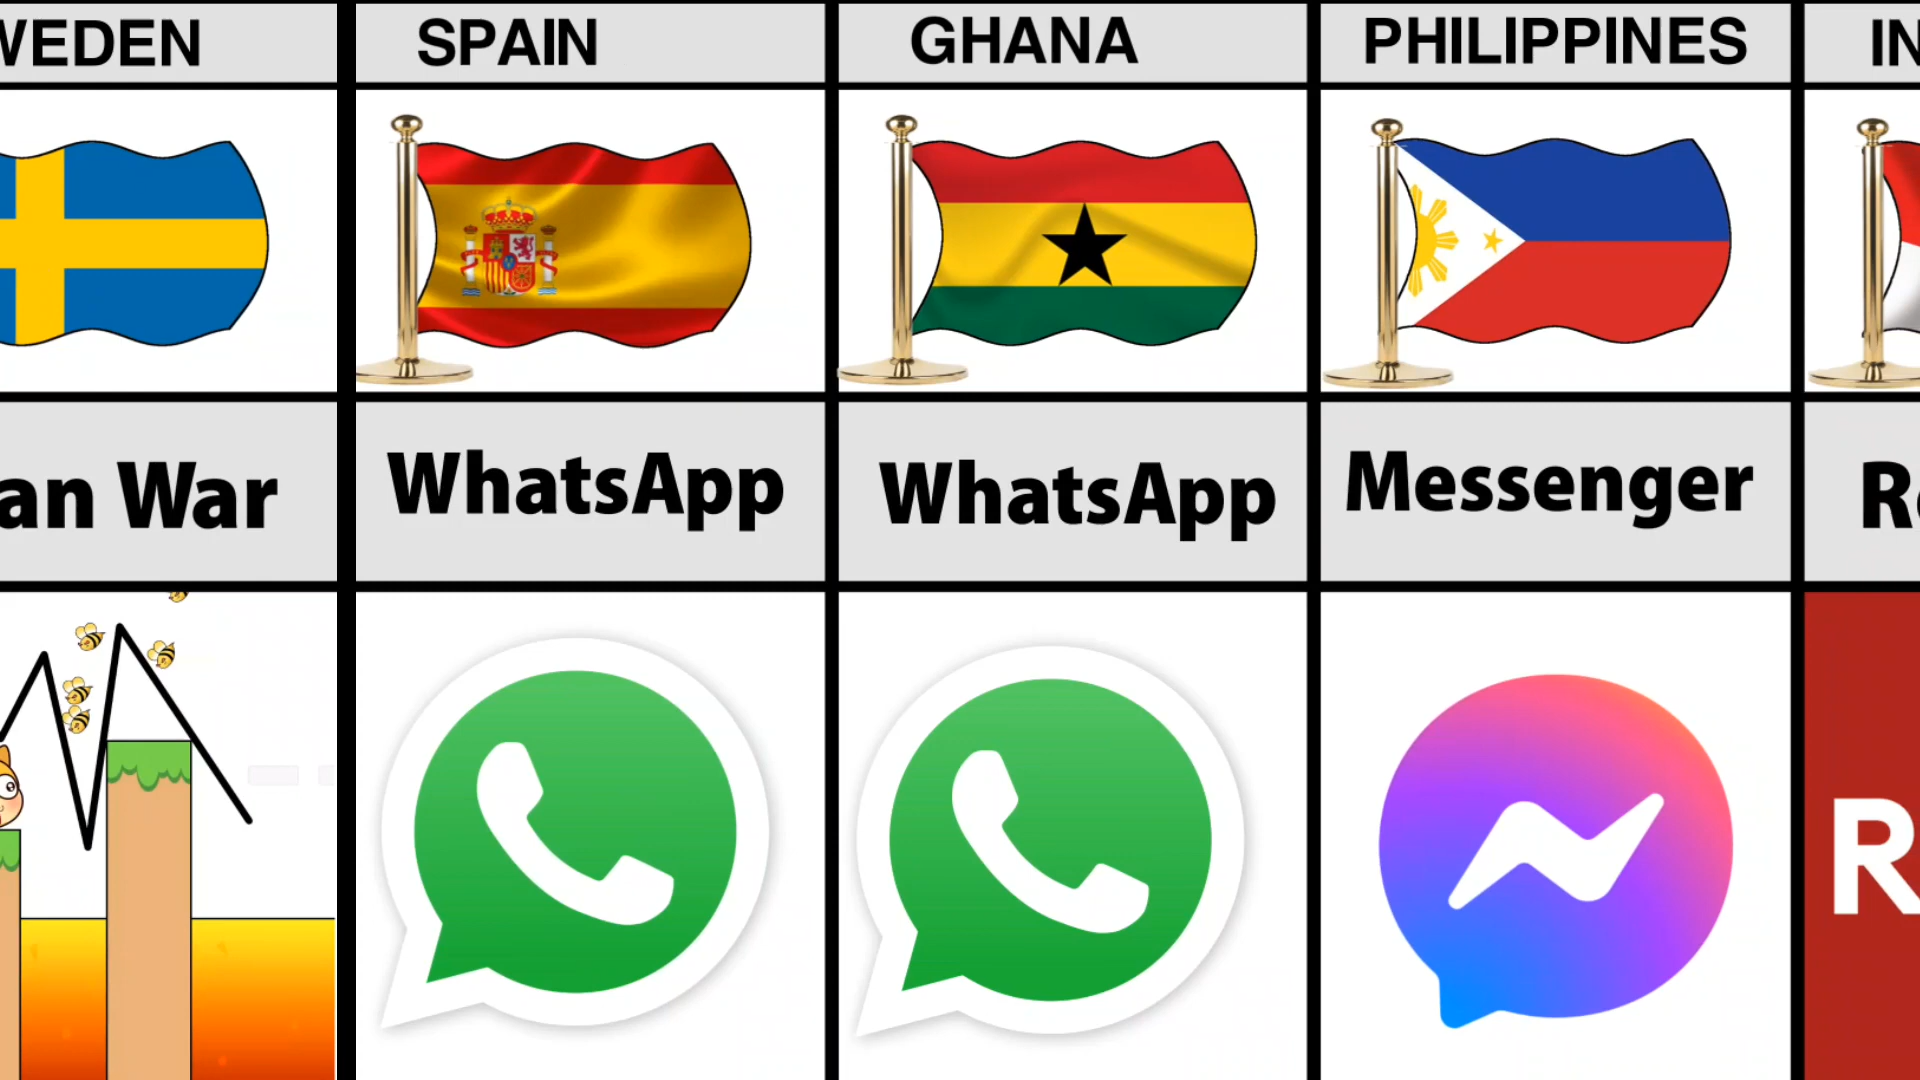 WEDEN
SPAIN
GHANA
PHILIPPINES
IN
an War
WhatsApp
WhatsApp
Messenger
R